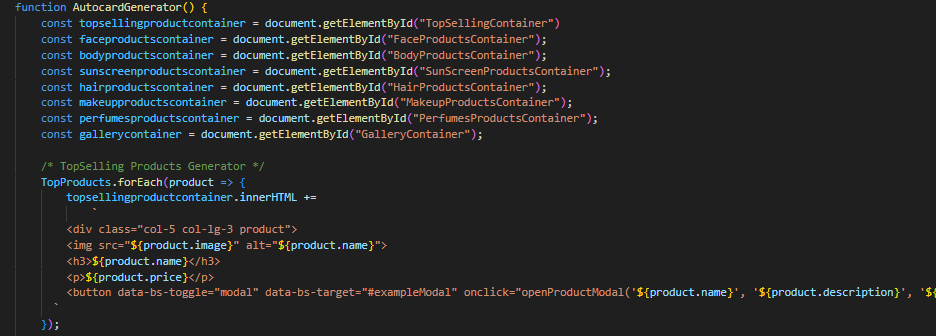 function AutocardGenerator() {
const topsellingproductcontainer = document.getElementById("TopSellingContainer")
const faceproductscontainer = document.getElementById("FaceProductsContainer");
const bodyproductscontainer = document.getElementById("BodyProductsContainer");
const sunscreenproductscontainer = document.getElementById("SunScreenProductsContainer");
const hairproductscontainer = document.getElementById("HairProductsContainer");
const makeupproductscontainer = document.getElementById("MakeupProductsContainer");
const perfumesproductscontainer = document.getElementById("PerfumesProductsContainer");
const gallerycontainer = document.getElementById("GalleryContainer");
/* TopSelling Products Generator */
TopProducts.forEach(product => {
topsellingproductcontainer.innerHTML +=
`
<div class="col-5 col-lg-3 product">
<img src="${product.image}" alt="${product.name}">
<h3>${product.name}</h3>
<p>${product.price}</p>
<button data-bs-toggle="modal" data-bs-target="#exampleModal" onclick="openProductModal('${product.name}', '${product.description}', '${
`
});